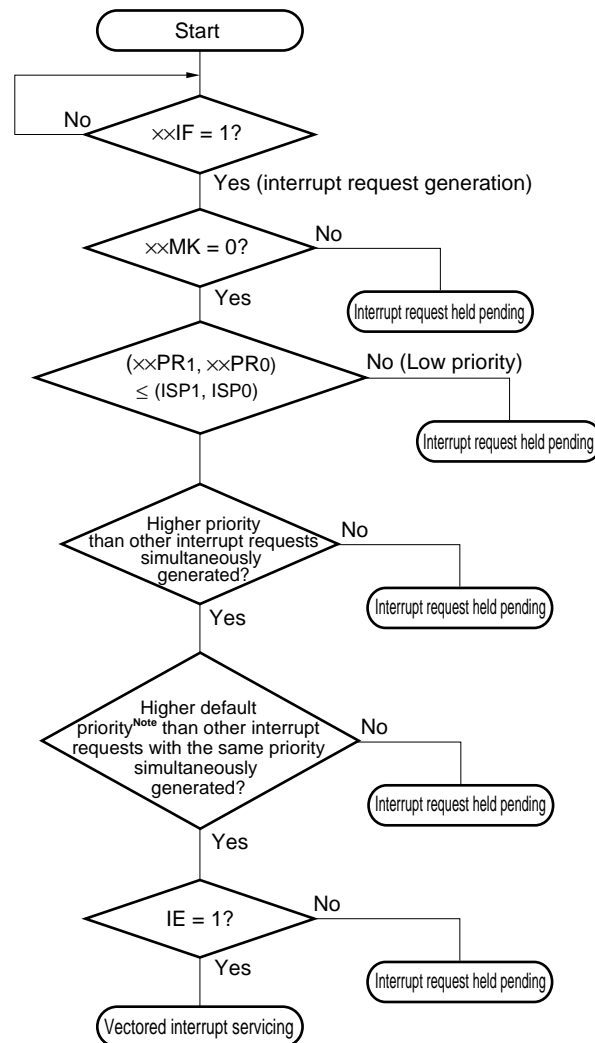 Start
No
××IF = 1?
Yes (interrupt request generation)
××MK = 0?
No
Yes
Interrupt request held pending
(××PR1, ××PR0)
≤ (ISP1, ISP0)
No (Low priority)
Interrupt request held pending
Higher priority
than other interrupt requests
simultaneously
generated?
No
Interrupt request held pending
Yes
Higher default
priorityNote than other interrupt
requests with the same priority
simultaneously
generated?
No
Interrupt request held pending
Yes
IE = 1?
No
Yes
Interrupt request held pending
Vectored interrupt servicing